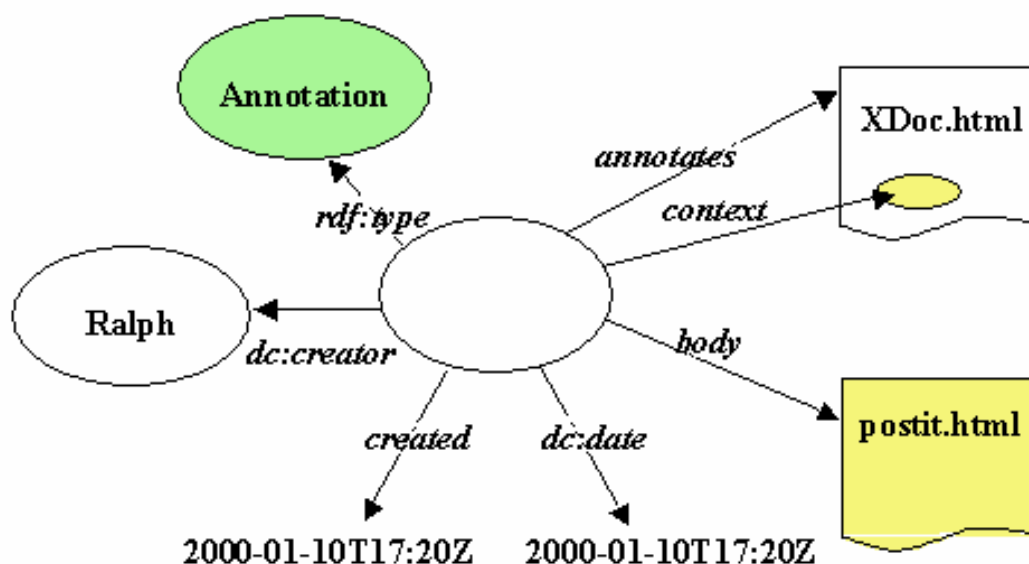 Annotation
XDoc.html
annotates
context
rdf:type
Ralph
dc:creator
body
postit.html
created
dc:date
2000-01-10T17:20Z
2000-01-10T17:20Z